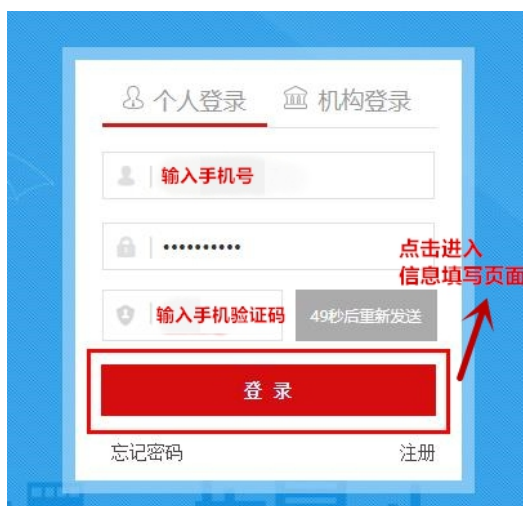 个人登录 机构登录
输入手机号
••••••••••
点击进入
信息填写页面
输入手机验证码 49秒后重新发送
登 录
忘记密码 注册